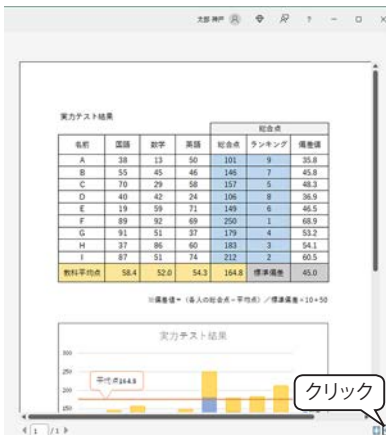 太郎 神戸 ? － □ ×
実力テスト結果
総合点
名前 国語 数学 英語 総合点 ランキング 偏差値
A 38 13 50 101 9 35.8
B 55 45 46 146 7 45.8
C 70 29 58 157 5 48.3
D 40 42 24 106 8 36.9
E 19 59 71 149 6 46.5
F 89 92 69 250 1 68.9
G 91 51 37 179 4 53.2
H 37 86 60 183 3 54.1
I 87 51 74 212 2 60.5
教科平均点 58.4 52.0 54.3 164.8 標準偏差 45.0
※偏差値＝（各人の総合点－平均点）／標準偏差×10+50
実力テスト結果
300
250
平均点164.8
200
150
クリック
1 /1